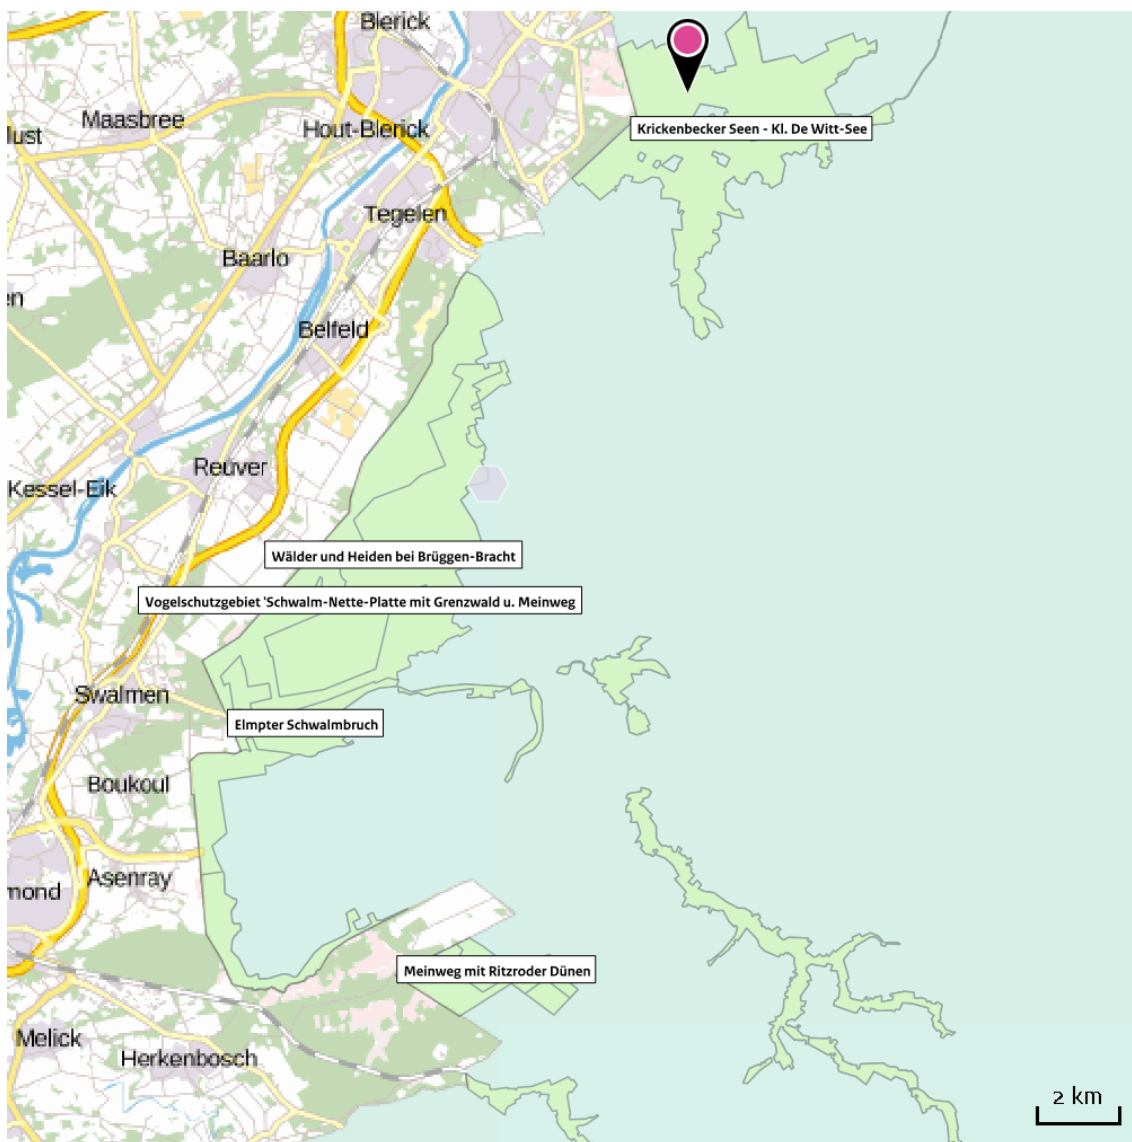 Blerick
Maasbree
lust
Hout-Blerick
Krickenbecker Seen - Kl. De Witt-See
Tegelen
Baarlo
en
Belfeld
Reuver
Kessel-Eik
Wälder und Heiden bei Brüggen-Bracht
Vogelschutzgebiet 'Schwalm-Nette-Platte mit Grenzwald u. Meinweg
Swalmen
Elmpter Schwalmbruch
Boukoul
Asenray
mond
Meinweg mit Ritzroder Dünen
Melick
Herkenbosch
2 km